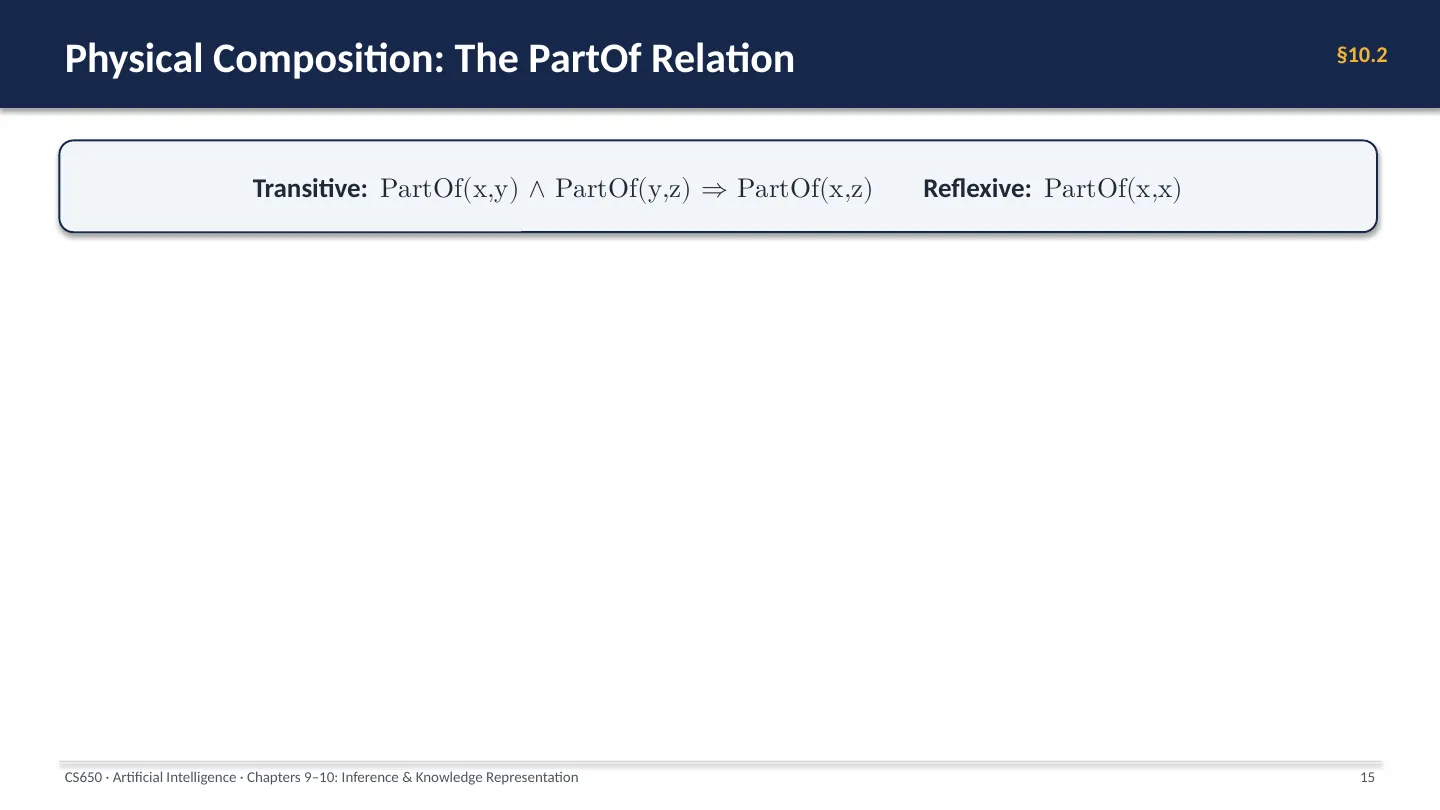 Physical Composition: The PartOf Relation
§10.2
Transitive: PartOf(x,y) ∧ PartOf(y,z) ⇒ PartOf(x,z) Reflexive: PartOf(x,x)
CS650 · Artificial Intelligence · Chapters 9–10: Inference & Knowledge Representation
15